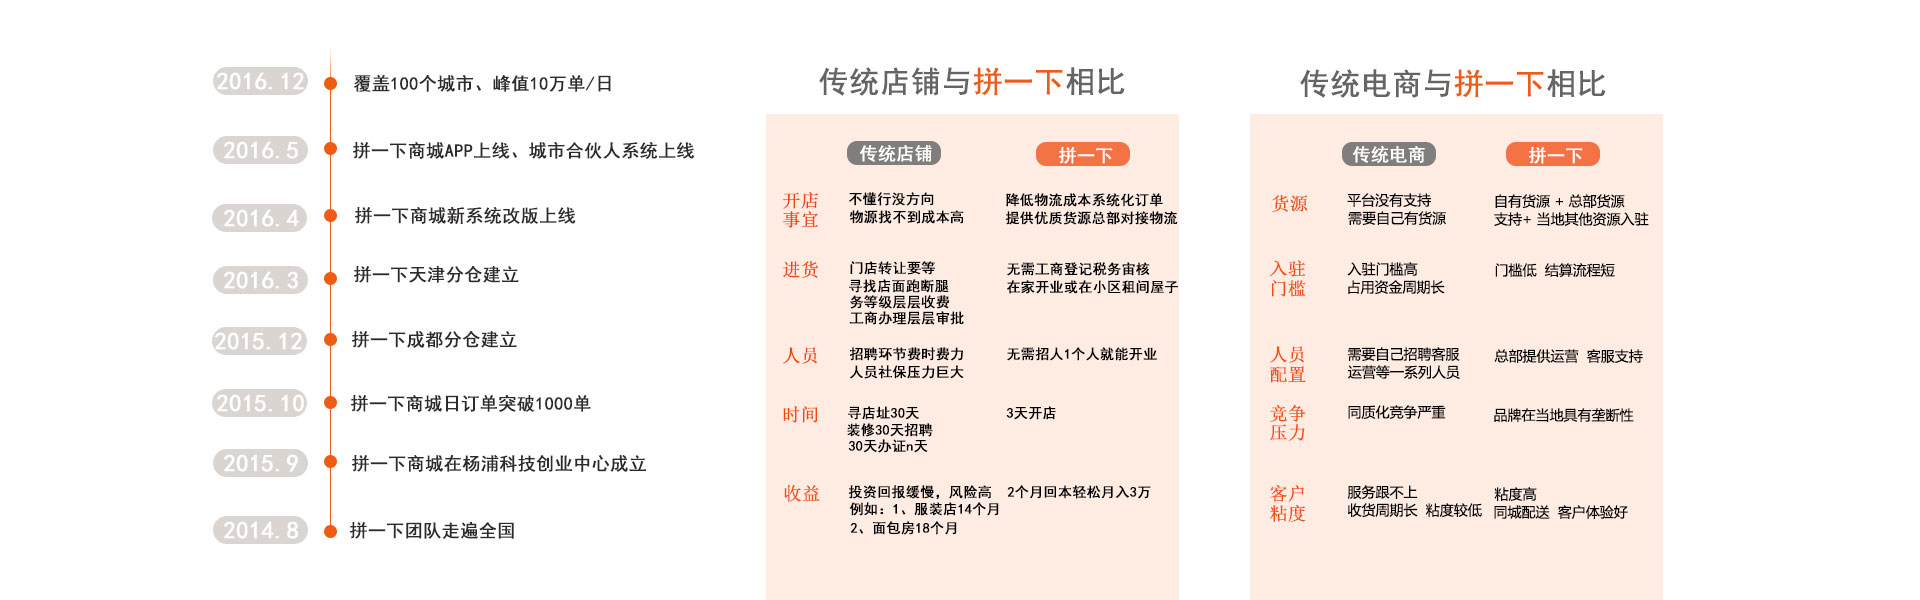 2016.12
覆盖100个城市、峰值10万单/日
2016.5
拼一下商城APP上线、城市合伙人系统上线
2016.4
拼一下商城新系统改版上线
2016.3
拼一下天津分仓建立
2015.12
拼一下成都分仓建立
2015.10
拼一下商城日订单突破1000单
2015.9
拼一下商城在杨浦科技创业中心成立
2014.8
拼一下团队走遍全国
传统店铺与拼一下相比
传统店铺
拼一下
开店
事宜
不懂行没方向
物源找不到成本高
降低物流成本系统化订单
提供优质货源总部对接物流
进货
门店转让要等
寻找店面跑断腿
务等级层层收费
工商办理层层审批
无需工商登记税务宙核
在家开业或在小区租间屋子
人员
招聘环节费时费力
人员社保压力巨大
无需招人1个人就能开业
时间
寻店址30天
装修30天招聘
30天办证n天
3天开店
收益
投资回报缓慢，风险高
例如：1、服装店14个月
2、面包房18个月
2个月回本轻松月入3万
传统电商与拼一下相比
传统电商
拼一下
货源
平台没有支持
需要自己有货源
自有货源 + 总部货源
支持+ 当地其他资源入驻
入驻
门槛
入驻门槛高
占用资金周期长
门槛低 结算流程短
人员
配置
需要自己招聘客服
运营等一系列人员
总部提供运营 客服支持
竞争
压力
同质化竞争严重
品牌在当地具有垄断性
客户
粘度
服务跟不上
收货周期长 粘度较低
粘度高
同城配送 客户体验好